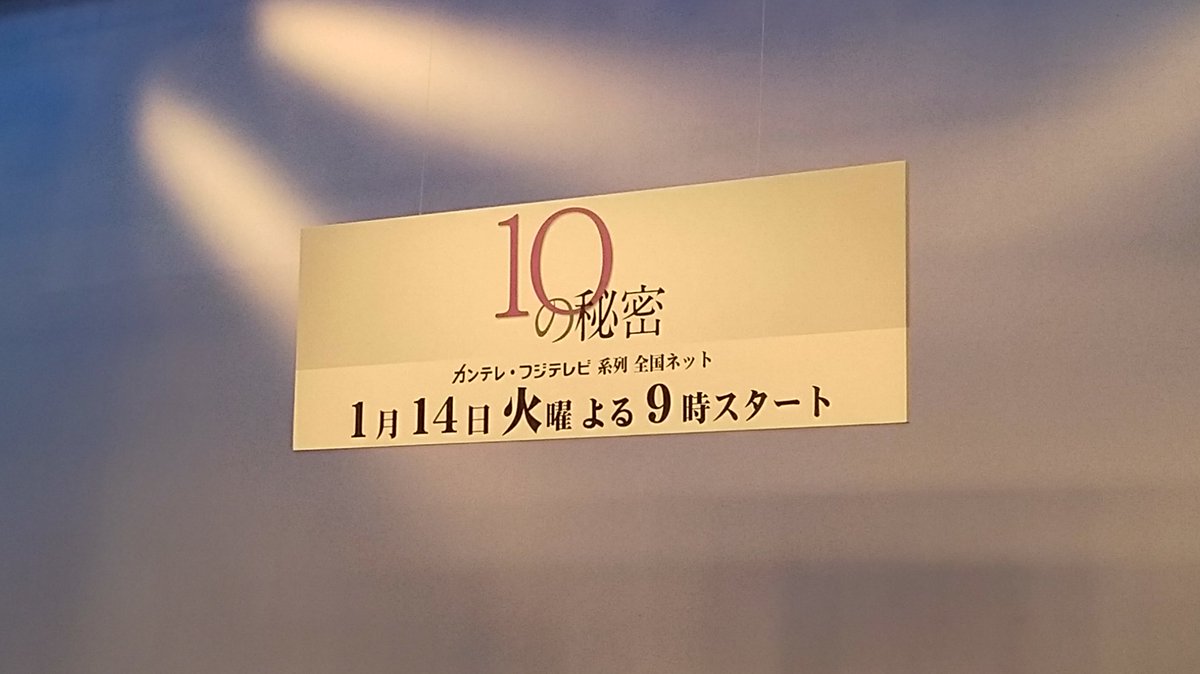 10の秘密
カンテレ・フジテレビ 系列 全国ネット
1月14日 火曜 よる 9時スタート